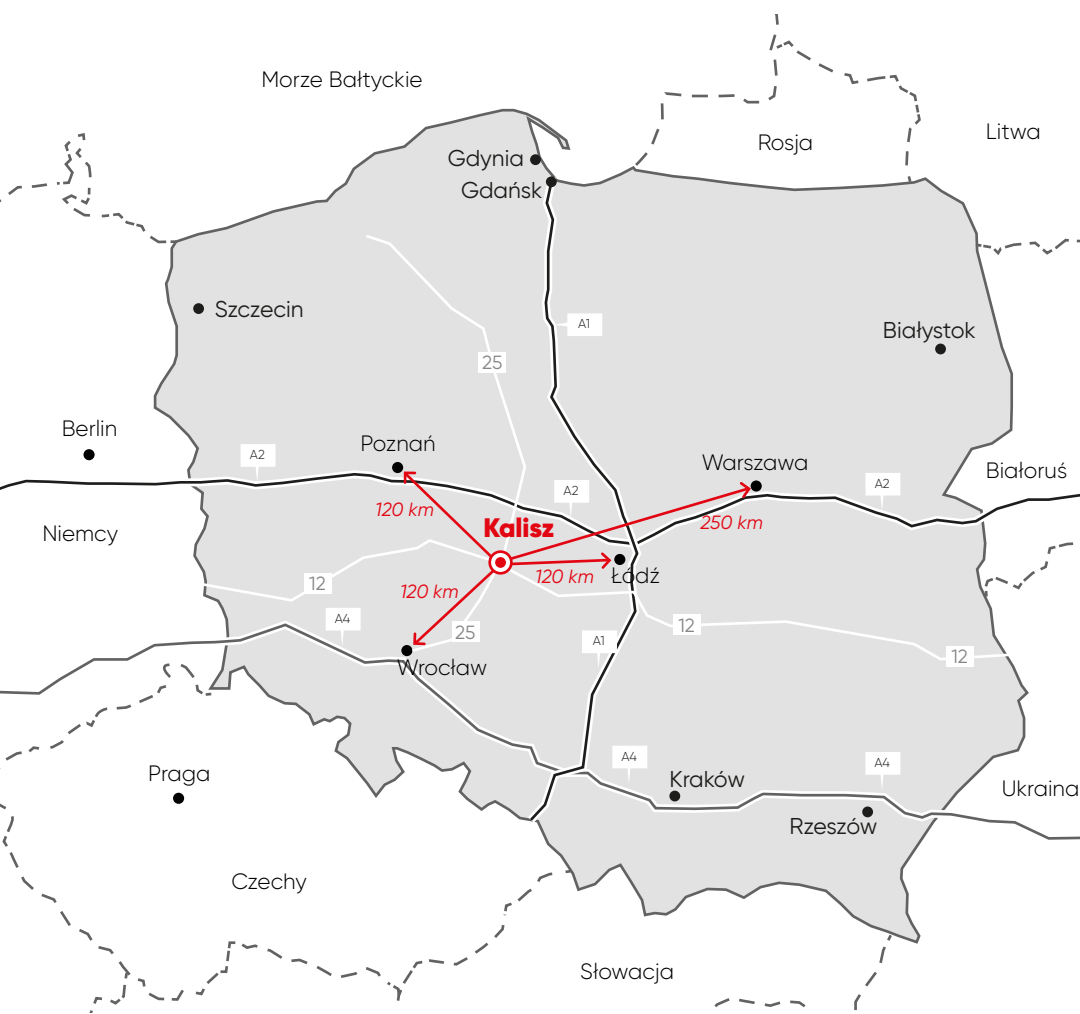 Morze Bałtyckie
Litwa
Rosja
Gdynia
Gdańsk
Szczecin
A1
Białystok
25
Berlin
Poznań
A2
Warszawa
Białoruś
A2
A2
120 km
Kalisz
250 km
Niemcy
120 km
Łódź
12
120 km
A4
25
12
A1
12
Wrocław
A4
A4
Praga
Kraków
Ukraina
Rzeszów
Czechy
Słowacja